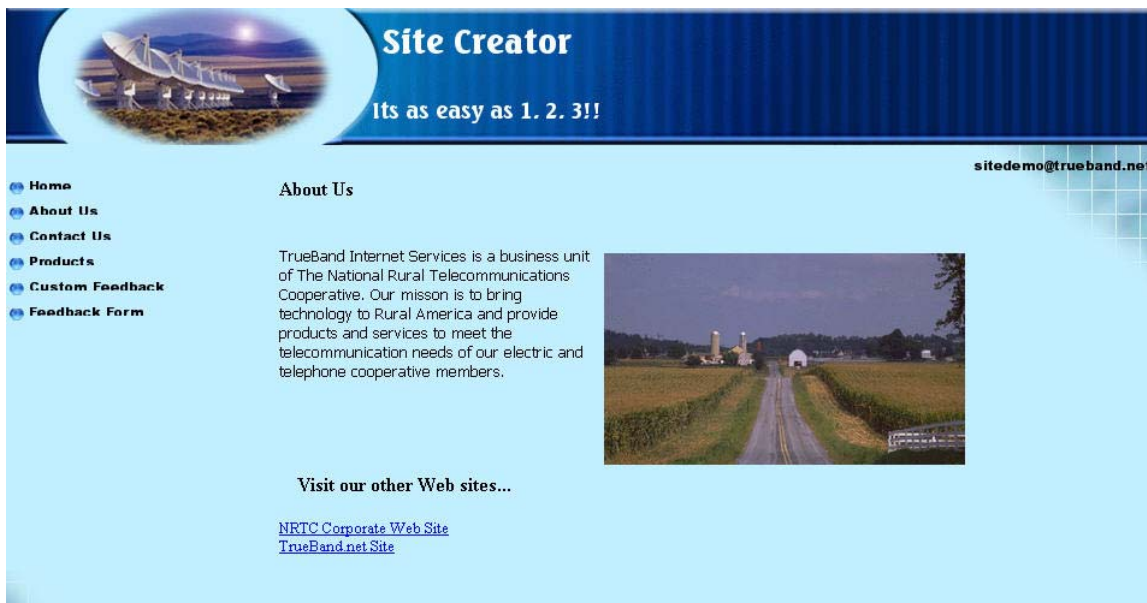 Site Creator
Its as easy as 1. 2. 3!!
sitedemo@trueband.net
Home
About Us
Contact Us
Products
Custom Feedback
Feedback Form
About Us
TrueBand Internet Services is a business unit
of The National Rural Telecommunications
Cooperative. Our misson is to bring
technology to Rural America and provide
products and services to meet the
telecommunication needs of our electric and
telephone cooperative members.
Visit our other Web sites...
NRTC Corporate Web Site
TrueBand.net Site